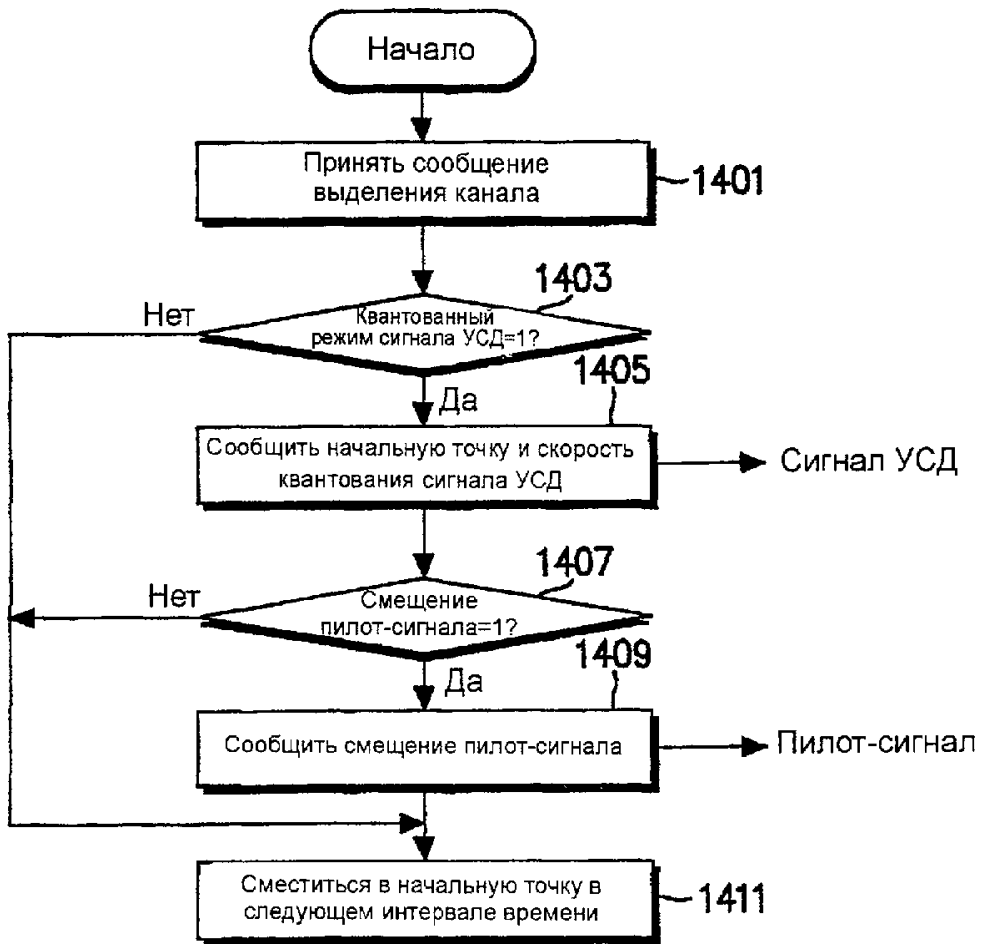 Начало
Принять сообщение
выделения канала
1401
1403
Нет
Квантованный
режим сигнала УСД=1?
1405
Да
Сообщить начальную точку и скорость
квантования сигнала УСД
Сигнал УСД
1407
Нет
Смещение
пилот-сигнала=1?
1409
Да
Сообщить смещение пилот-сигнала
Пилот-сигнал
Сместиться в начальную точку в
следующем интервале времени
1411